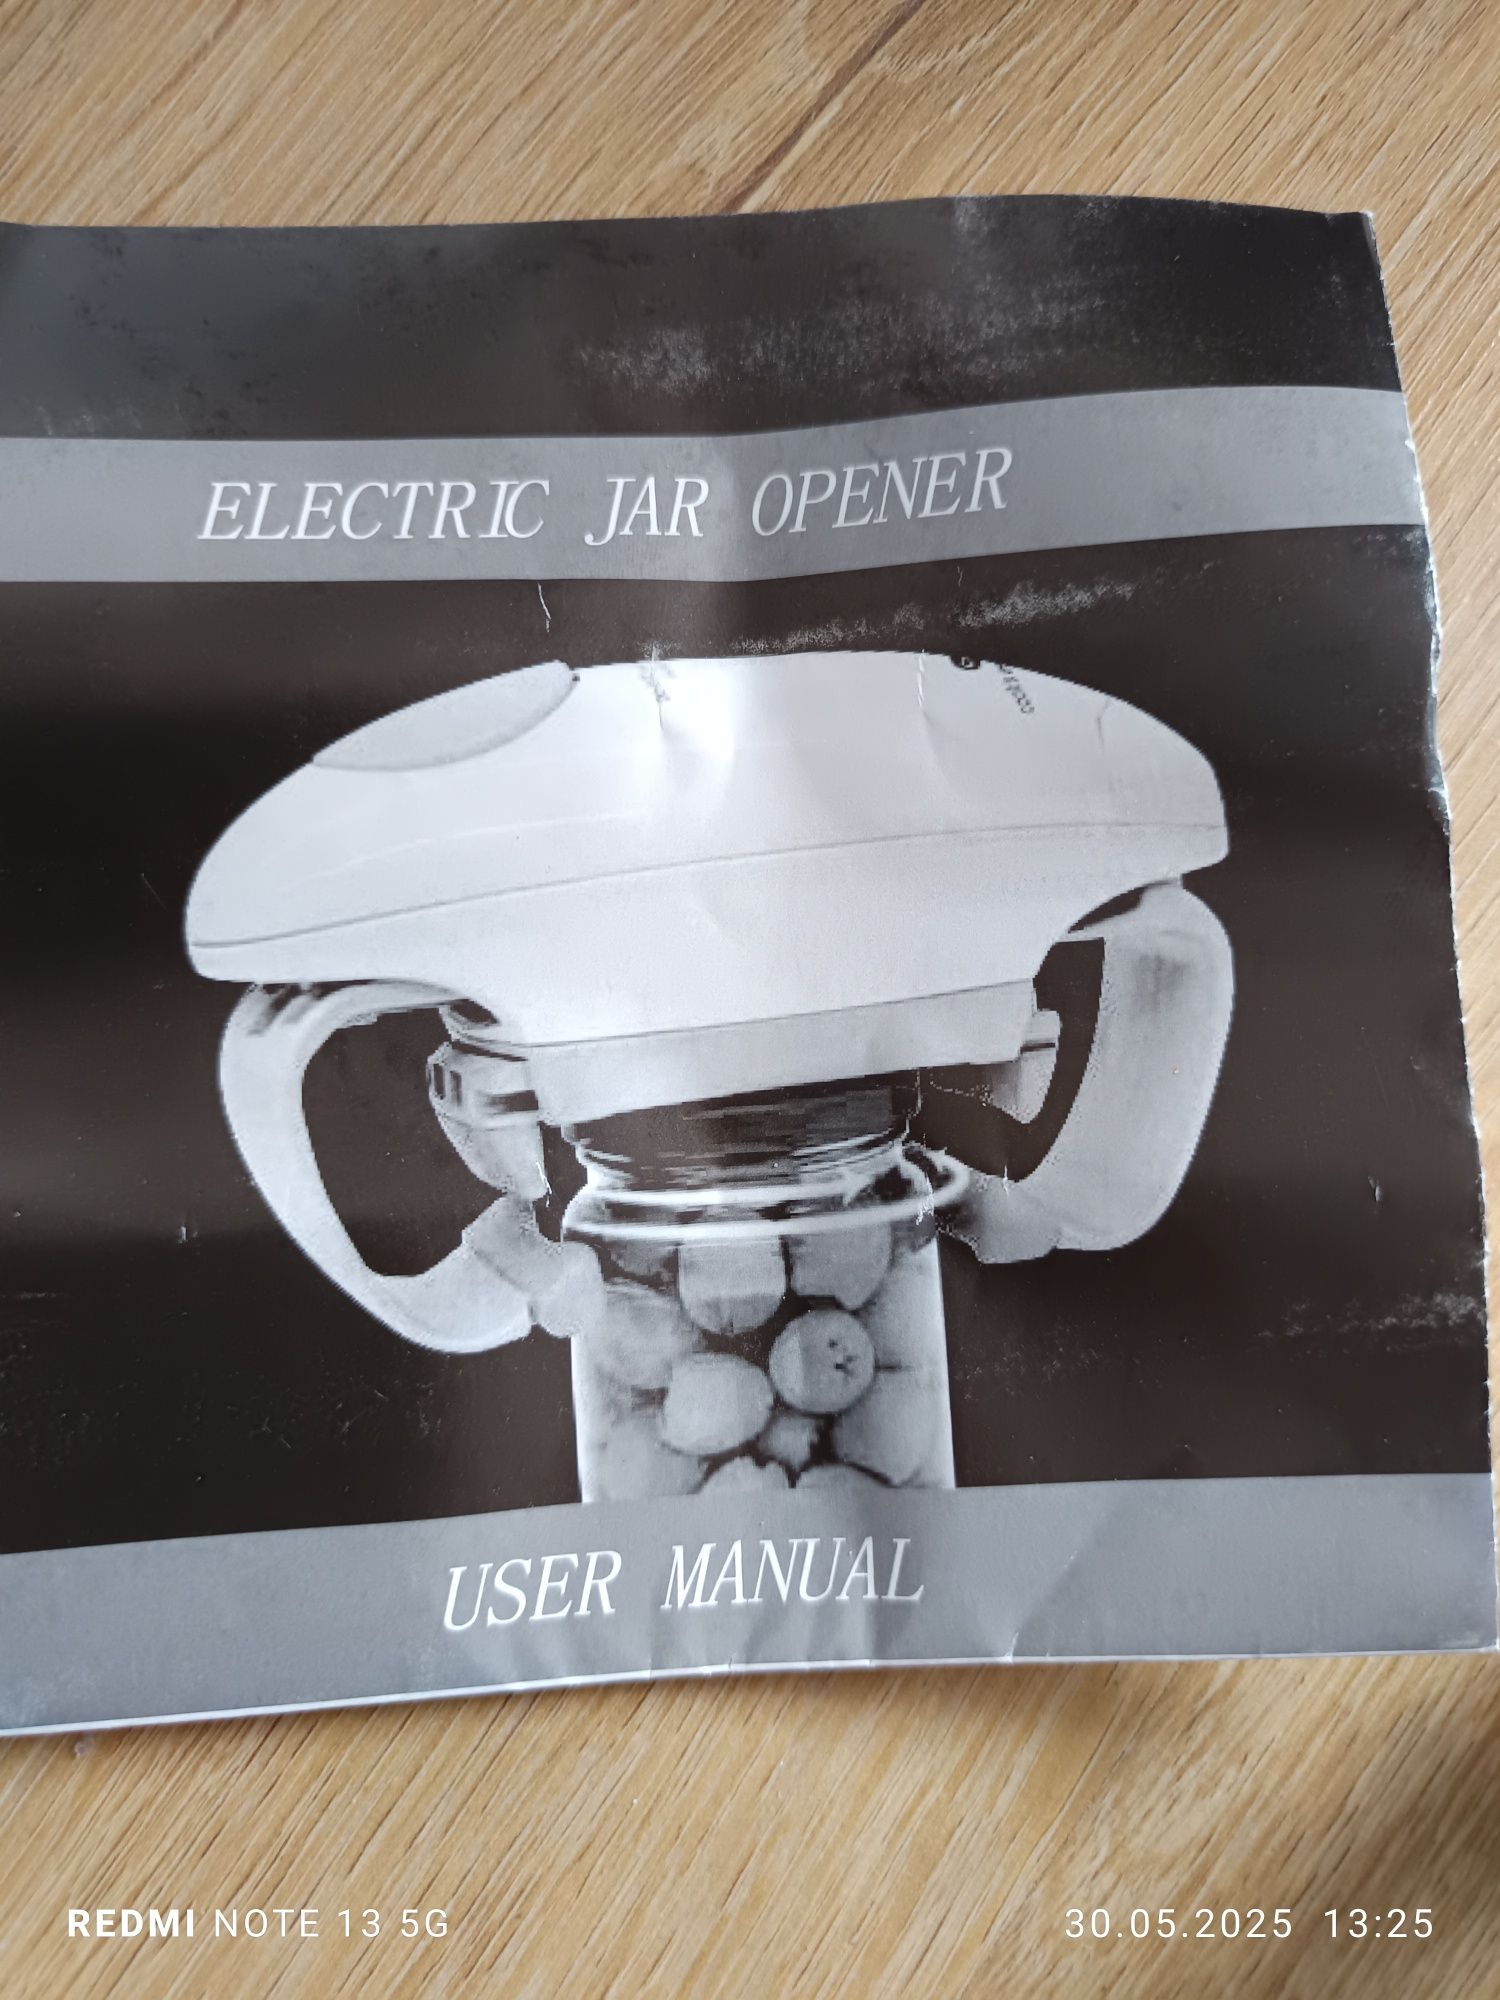 ELECTRIC JAR OPENER
USER MANUAL
REDMI NOTE 13 5G
30.05.2025 13:25